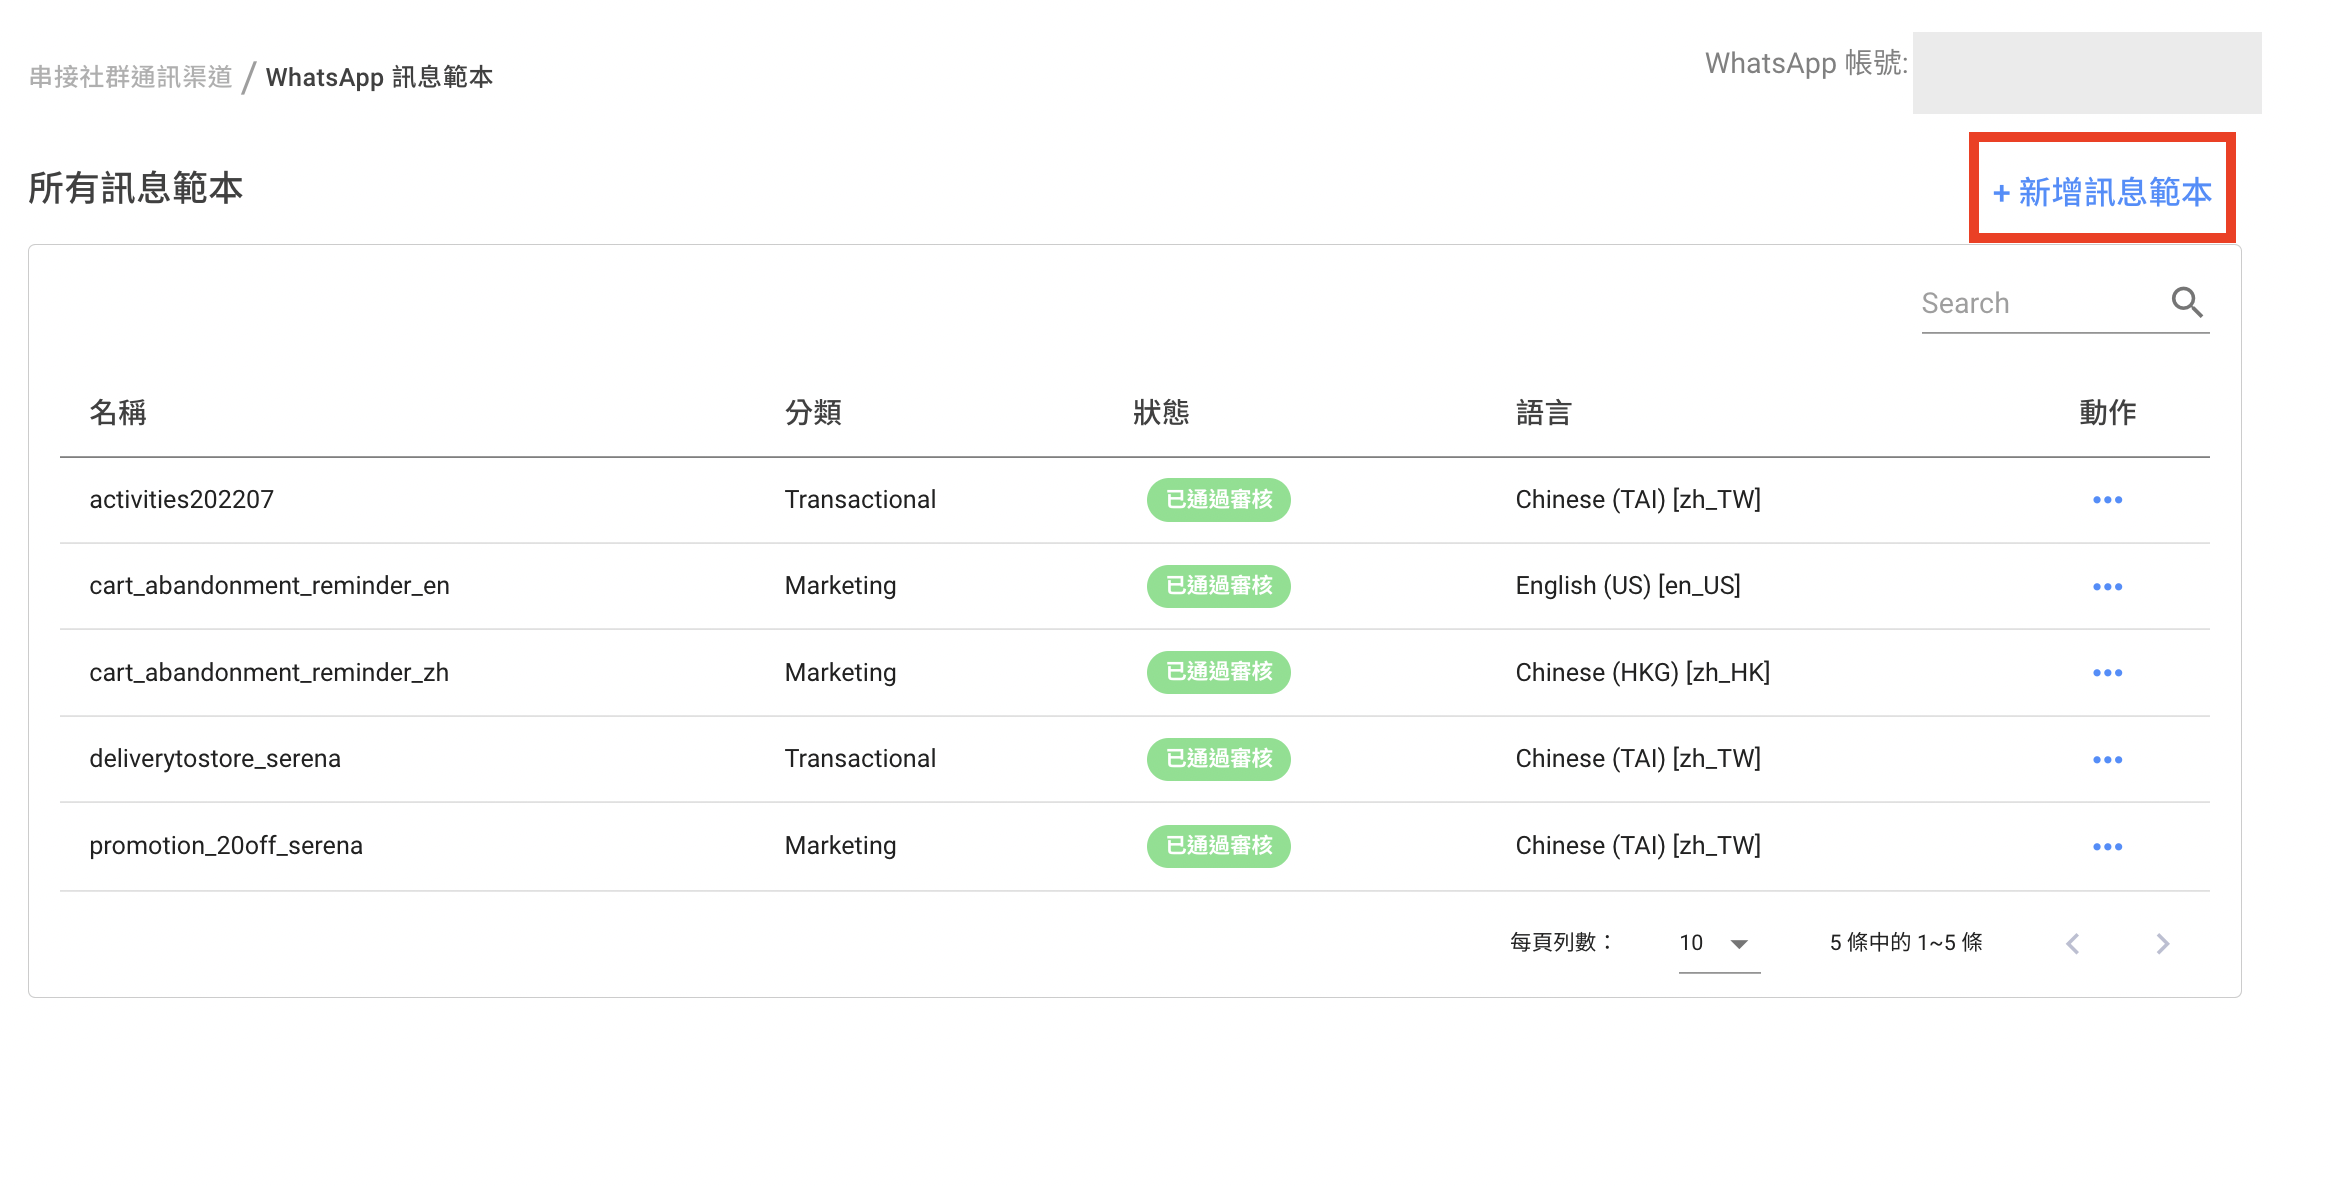 串接社群通訊渠道 / WhatsApp 訊息範本
WhatsApp 帳號:
所有訊息範本
+ 新增訊息範本
Search
名稱 分類 狀態 語言 動作
activities202207 Transactional 已通過審核 Chinese (TAI) [zh_TW]
cart_abandonment_reminder_en Marketing 已通過審核 English (US) [en_US]
cart_abandonment_reminder_zh Marketing 已通過審核 Chinese (HKG) [zh_HK]
deliverytostore_serena Transactional 已通過審核 Chinese (TAI) [zh_TW]
promotion_20off_serena Marketing 已通過審核 Chinese (TAI) [zh_TW]
每頁列數： 10 5 條中的 1~5 條